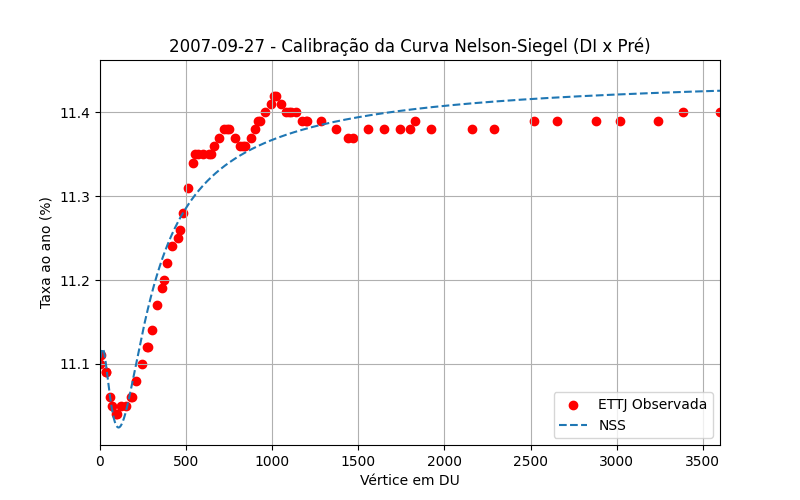 2007-09-27 - Calibração da Curva Nelson-Siegel (DI x Pré)
Taxa ao ano (%)
11.4
11.3
11.2
11.1
ETTJ Observada
NSS
0 500 1000 1500 2000 2500 3000 3500
Vértice em DU